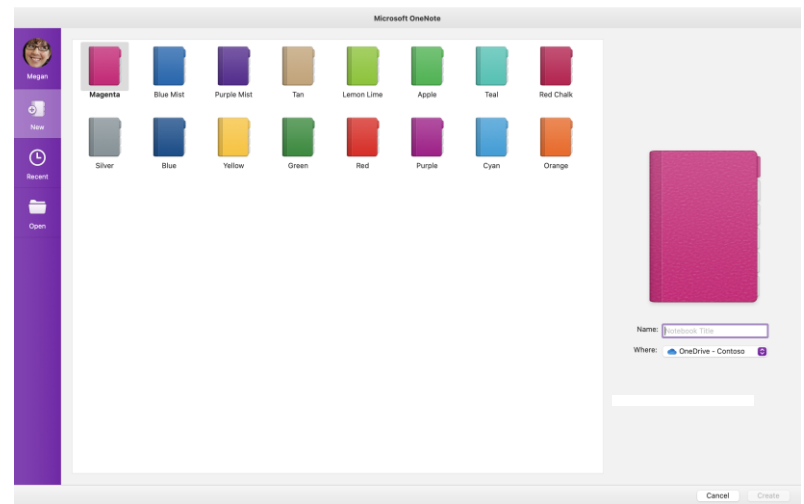 Microsoft OneNote
Megan
New
Recent
Open
Magenta
Blue Mist
Purple Mist
Tan
Lemon Lime
Apple
Teal
Red Chalk
Silver
Blue
Yellow
Green
Red
Purple
Cyan
Orange
Name: Notebook Title
Where: OneDrive - Contoso
Cancel Create